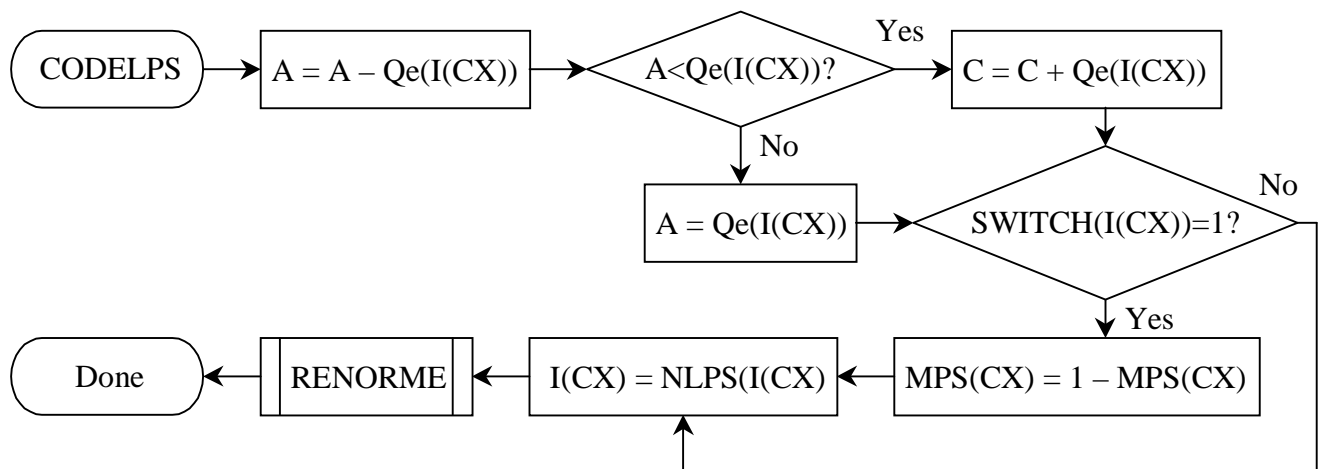 CODELPS
A = A – Qe(I(CX))
A<Qe(I(CX))?
Yes
C = C + Qe(I(CX))
No
A = Qe(I(CX))
SWITCH(I(CX))=1?
No
Yes
Done
RENORME
I(CX) = NLPS(I(CX)
MPS(CX) = 1 – MPS(CX)